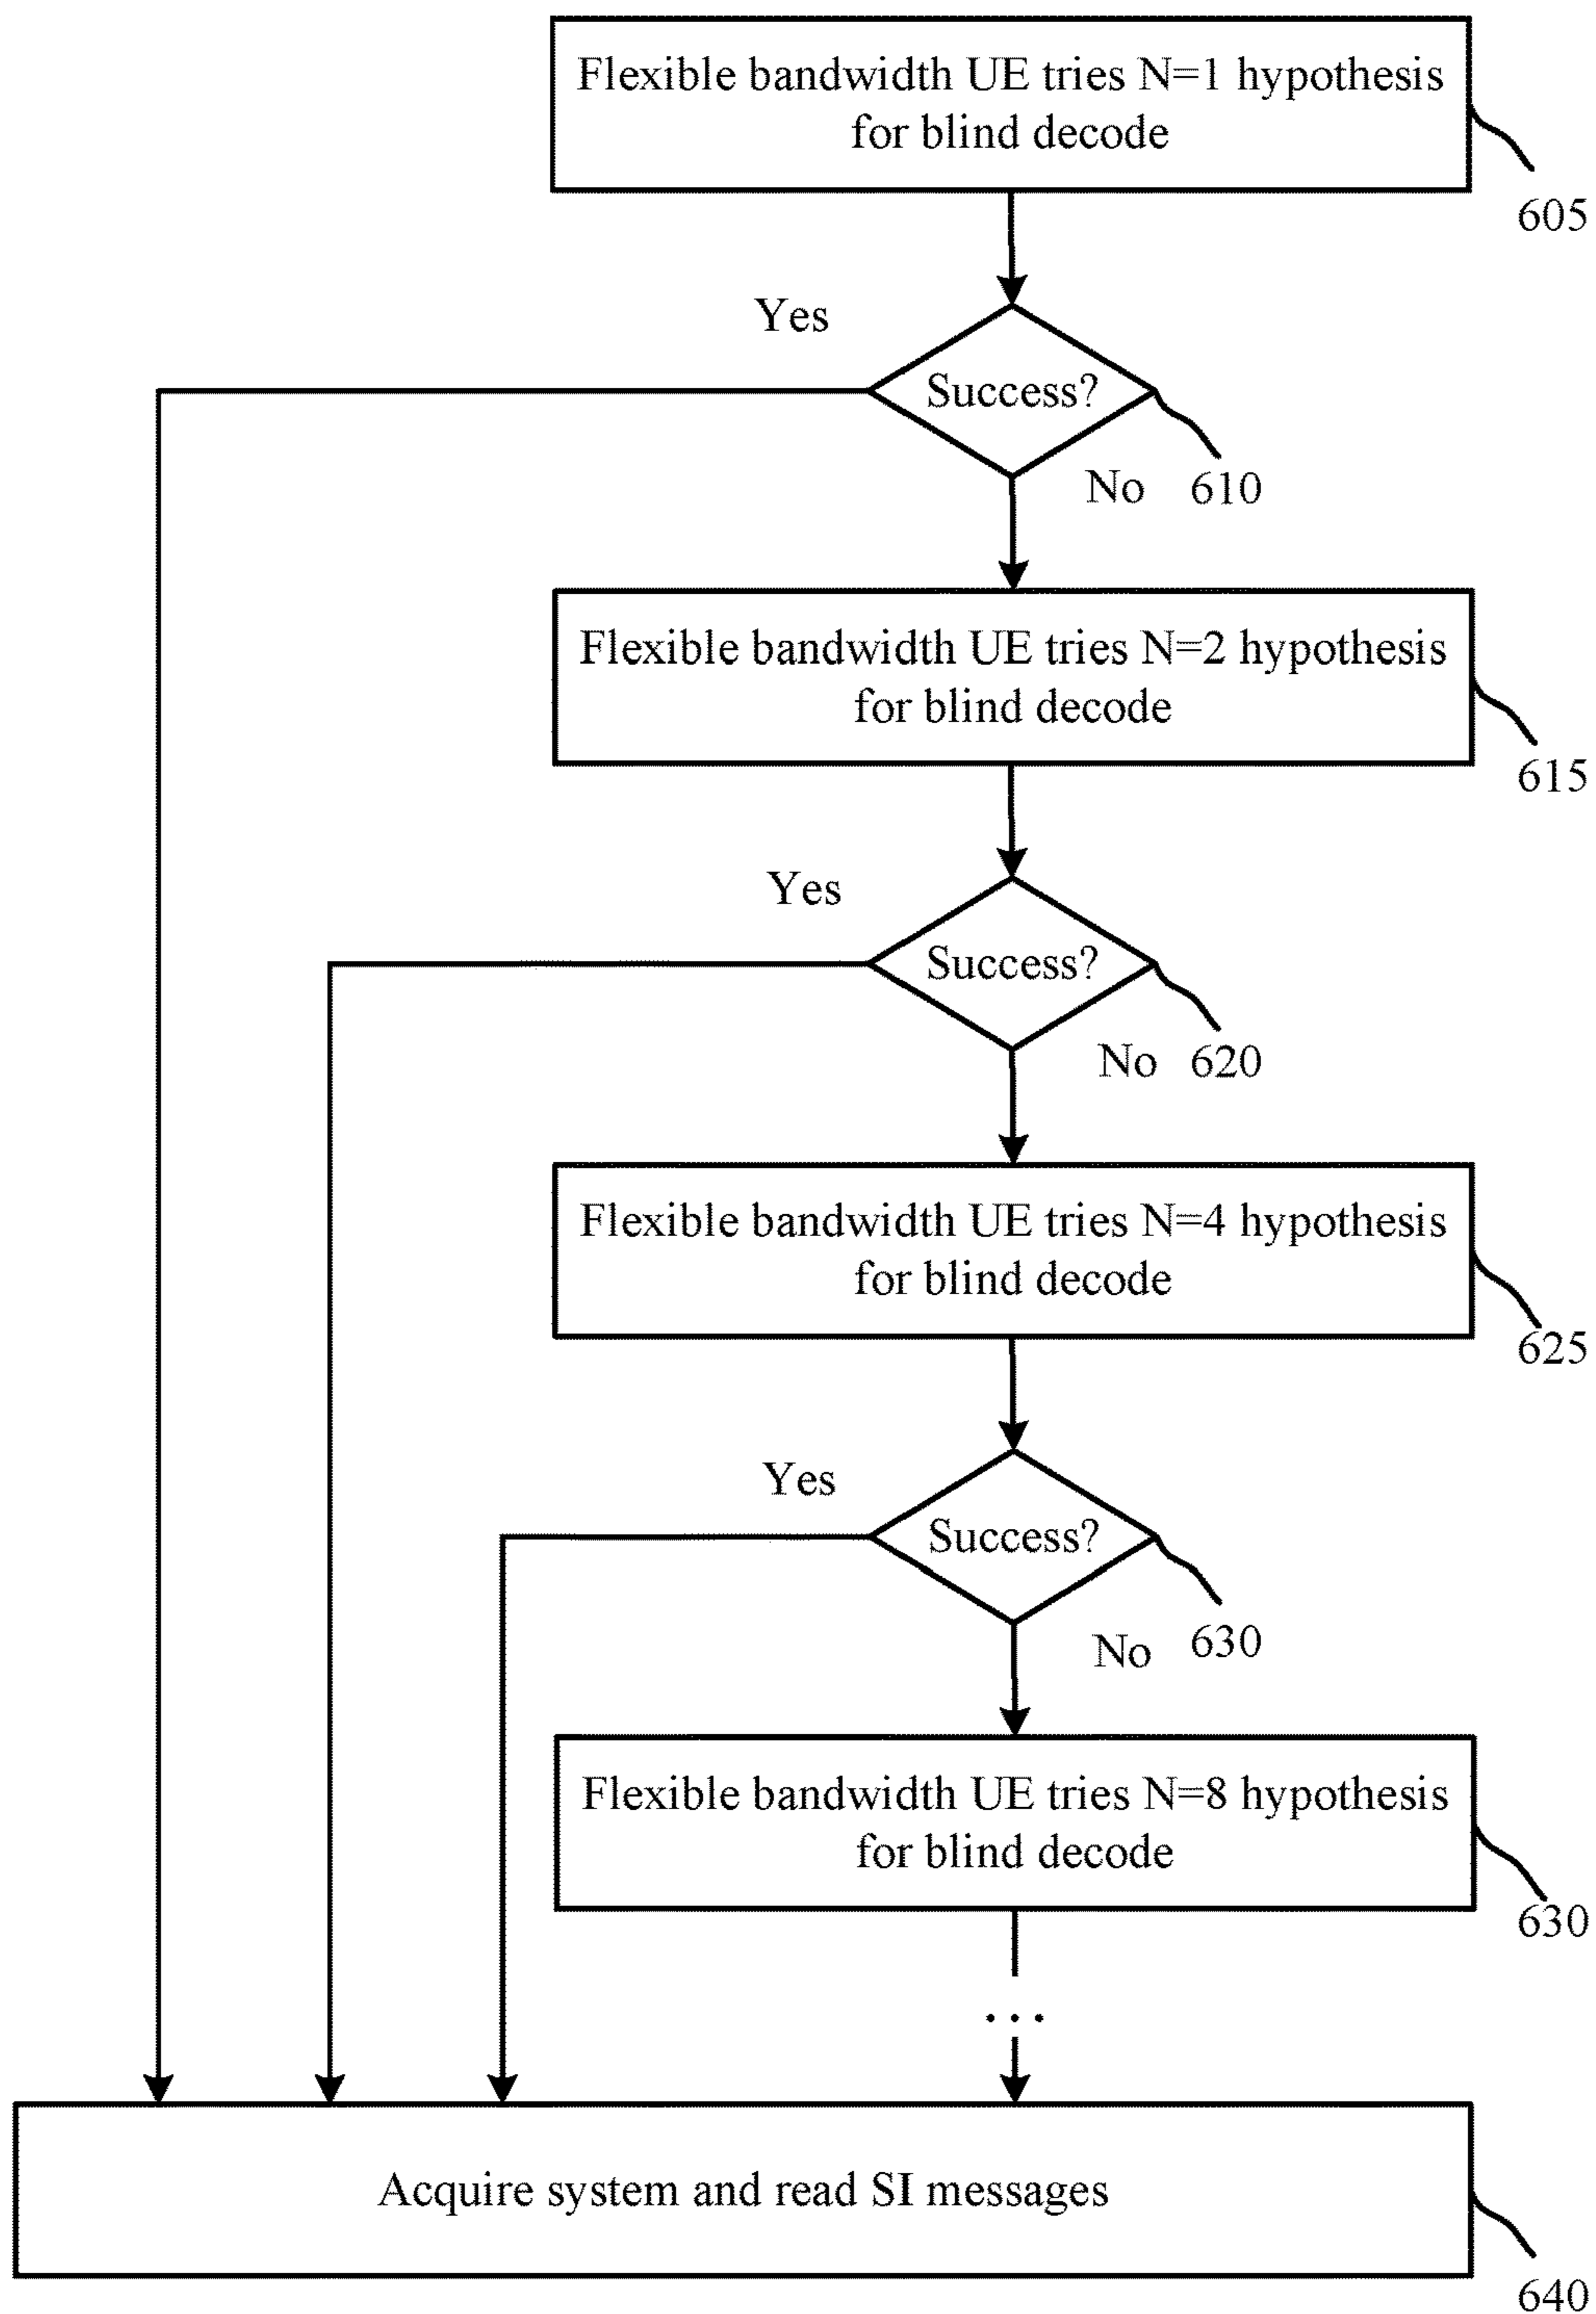 Flexible bandwidth UE tries N=1 hypothesis
for blind decode
605
Yes
Success?
No
610
Flexible bandwidth UE tries N=2 hypothesis
for blind decode
615
Yes
Success?
No
620
Flexible bandwidth UE tries N=4 hypothesis
for blind decode
625
Yes
Success?
No
630
Flexible bandwidth UE tries N=8 hypothesis
for blind decode
630
...
Acquire system and read SI messages
640